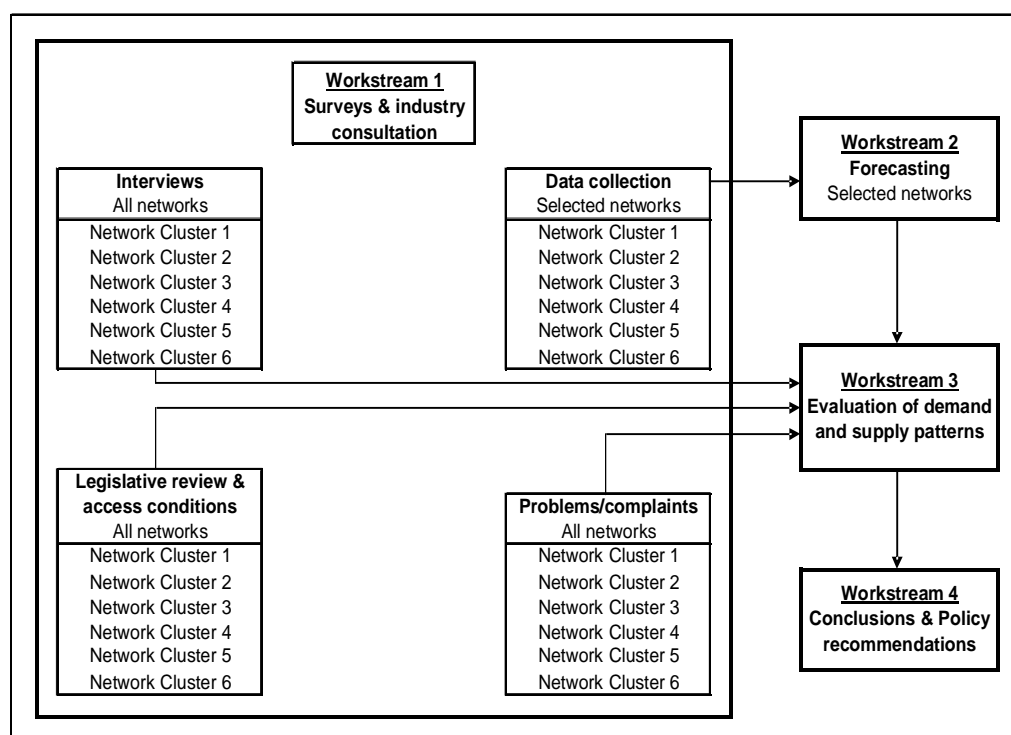 Workstream 1
Surveys & industry
consultation
Interviews
All networks
Network Cluster 1
Network Cluster 2
Network Cluster 3
Network Cluster 4
Network Cluster 5
Network Cluster 6
Data collection
Selected networks
Network Cluster 1
Network Cluster 2
Network Cluster 3
Network Cluster 4
Network Cluster 5
Network Cluster 6
Legislative review &
access conditions
All networks
Network Cluster 1
Network Cluster 2
Network Cluster 3
Network Cluster 4
Network Cluster 5
Network Cluster 6
Problems/complaints
All networks
Network Cluster 1
Network Cluster 2
Network Cluster 3
Network Cluster 4
Network Cluster 5
Network Cluster 6
Workstream 2
Forecasting
Selected networks
Workstream 3
Evaluation of demand
and supply patterns
Workstream 4
Conclusions & Policy
recommendations